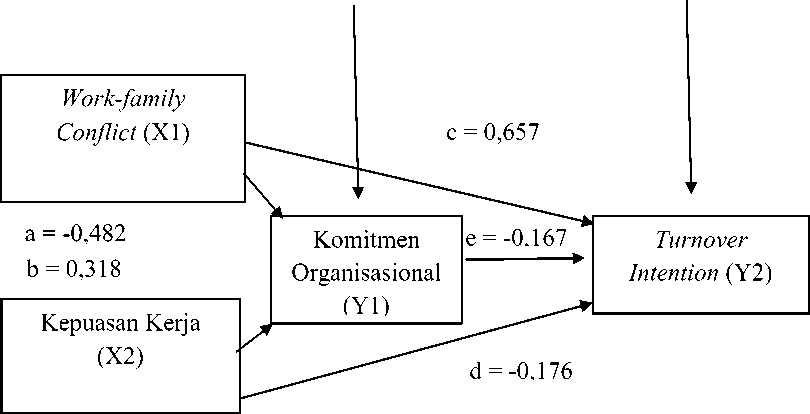 Work-family
Conflict (X1)
c = 0,657
a = -0,482
b = 0,318
Komitmen
Organisasional
(Y1)
e = -0.167
Turnover
Intention (Y2)
Kepuasan Kerja
(X2)
d = -0,176